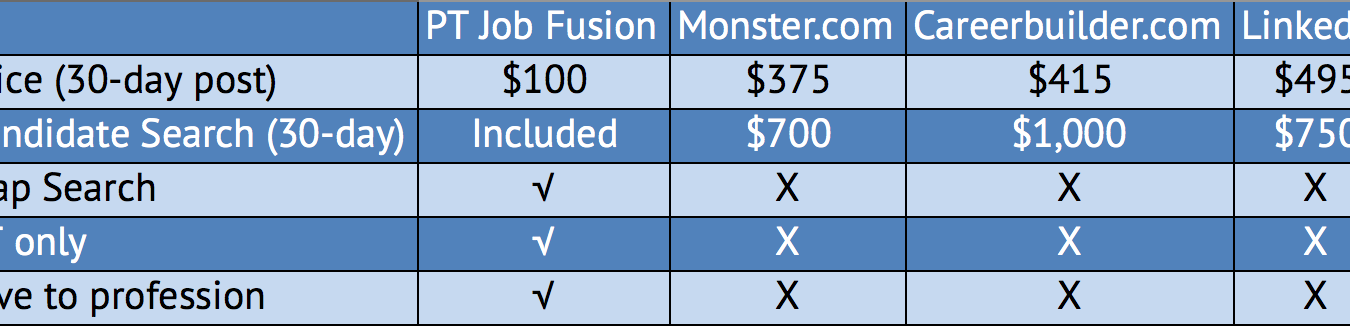 PT Job Fusion Monster.com Careerbuilder.com Linked
ice (30-day post) $100 $375 $415 $495
ndidate Search (30-day) Included $700 $1,000 $750
ap Search √ X X X
only √ X X X
ve to profession √ X X X